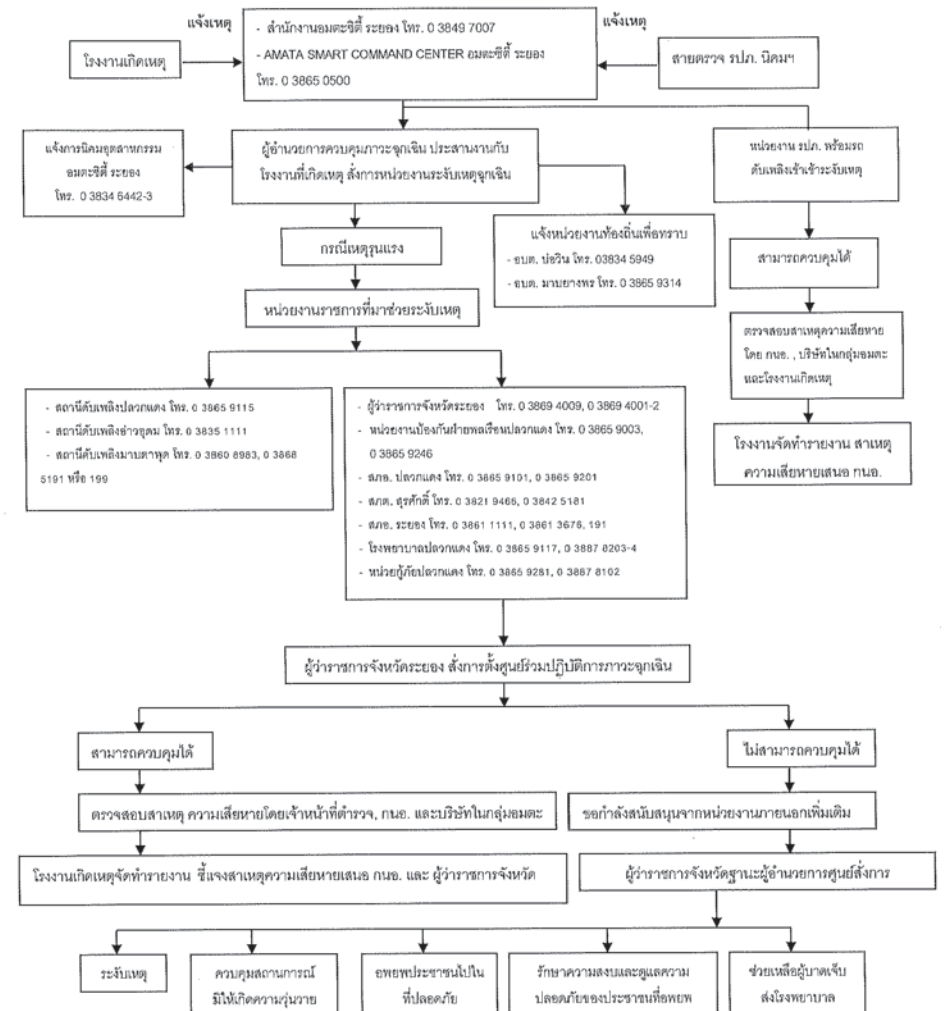 แจ้งเหตุ
แจ้งเหตุ
โรงงานเกิดเหตุ
- สำนักงานอมตะซิตี้ ระยอง โทร. 0 3849 7007
- AMATA SMART COMMAND CENTER อมตะซิตี้ ระยอง
โทร. 0 3865 0500
สายตรวจ รปภ. นิคมฯ
แจ้งการนิคมอุตสาหกรรม
อมตะซิตี้ ระยอง
โทร. 0 3834 6442-3
ผู้อำนวยการควบคุมภาวะฉุกเฉิน ประสานงานกับ
โรงงานที่เกิดเหตุ สั่งการหน่วยงานระงับเหตุฉุกเฉิน
หน่วยงาน รปภ. พร้อมรถ
ดับเพลิงเข้าเข้าระงับเหตุ
กรณีเหตุรุนแรง
แจ้งหน่วยงานท้องถิ่นเพื่อทราบ
- อบต. บ่อวิน โทร. 03834 5949
- อบต. มาบยางพร โทร. 0 3865 9314
สามารถควบคุมได้
หน่วยงานราชการที่มาช่วยระงับเหตุ
ตรวจสอบสาเหตุความเสียหาย
โดย กนอ. , บริษัทในกลุ่มอมตะ
และโรงงานเกิดเหตุ
- สถานีดับเพลิงปลวกแดง โทร. 0 3865 9115
- สถานีดับเพลิงอ่าวอุดม โทร. 0 3835 1111
- สถานีดับเพลิงมาบตาพุด โทร. 0 3860 8983, 0 3868
5191 หรือ 199
- ผู้ว่าราชการจังหวัดระยอง โทร. 0 3869 4009, 0 3869 4001-2
- หน่วยงานป้องกันฝ่ายพลเรือนปลวกแดง โทร. 0 3865 9003,
0 3865 9246
- สภอ. ปลวกแดง โทร. 0 3865 9101, 0 3865 9201
- สภต. สุรศักดิ์ โทร. 0 3821 9465, 0 3842 5181
- สภอ. ระยอง โทร. 0 3861 1111, 0 3861 3676, 191
- โรงพยาบาลปลวกแดง โทร. 0 3865 9117, 0 3887 8203-4
- หน่วยกู้ภัยปลวกแดง โทร. 0 3865 9281, 0 3887 8102
โรงงานจัดทำรายงาน สาเหตุ
ความเสียหายเสนอ กนอ.
ผู้ว่าราชการจังหวัดระยอง สั่งการตั้งศูนย์ร่วมปฏิบัติการภาวะฉุกเฉิน
สามารถควบคุมได้
ไม่สามารถควบคุมได้
ตรวจสอบสาเหตุ ความเสียหายโดยเจ้าหน้าที่ตำรวจ, กนอ. และบริษัทในกลุ่มอมตะ
ขอกำลังสนับสนุนจากหน่วยงานภายนอกเพิ่มเติม
โรงงานเกิดเหตุจัดทำรายงาน ชี้แจงสาเหตุความเสียหายเสนอ กนอ. และ ผู้ว่าราชการจังหวัด
ผู้ว่าราชการจังหวัดฐานะผู้อำนวยการศูนย์สั่งการ
ระงับเหตุ
ควบคุมสถานการณ์
มิให้เกิดความวุ่นวาย
อพยพประชาชนไปใน
ที่ปลอดภัย
รักษาความสงบและดูแลความ
ปลอดภัยของประชาชนที่อพยพ
ช่วยเหลือผู้บาดเจ็บ
ส่งโรงพยาบาล